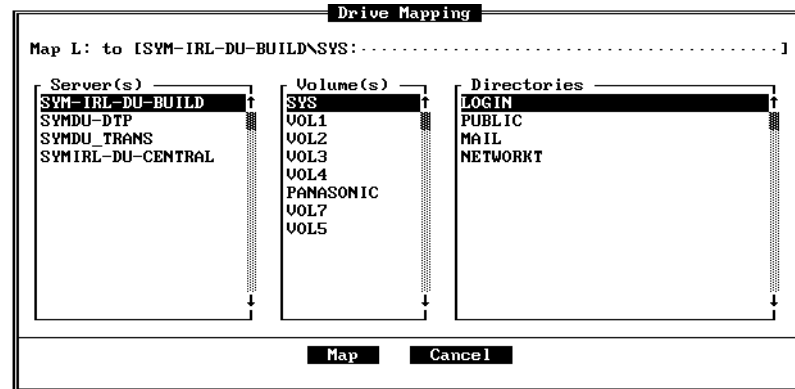 Drive Mapping
Map L: to [SYM-IRL-DU-BUILD\SYS:·······································]
Server(s)
SYM-IRL-DU-BUILD
SYMDU-DTP
SYMDU_TRANS
SYMIRL-DU-CENTRAL
Volume(s)
SYS
VOL1
VOL2
VOL3
VOL4
PANASONIC
VOL7
VOL5
Directories
LOGIN
PUBLIC
MAIL
NETWORKT
Map
Cancel